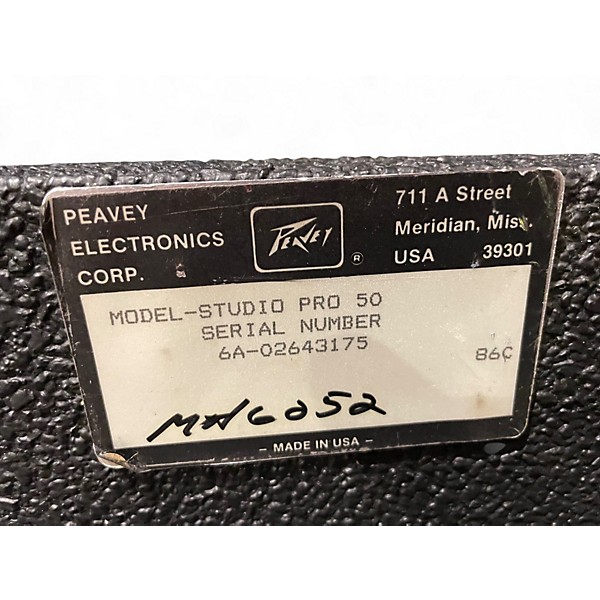 PEAVEY
ELECTRONICS
CORP.
PEAVEY ®
711 A Street
Meridian, Miss.
USA 39301
MODEL-STUDIO PRO 50
SERIAL NUMBER
6A-02643175
86C
- MADE IN USA -